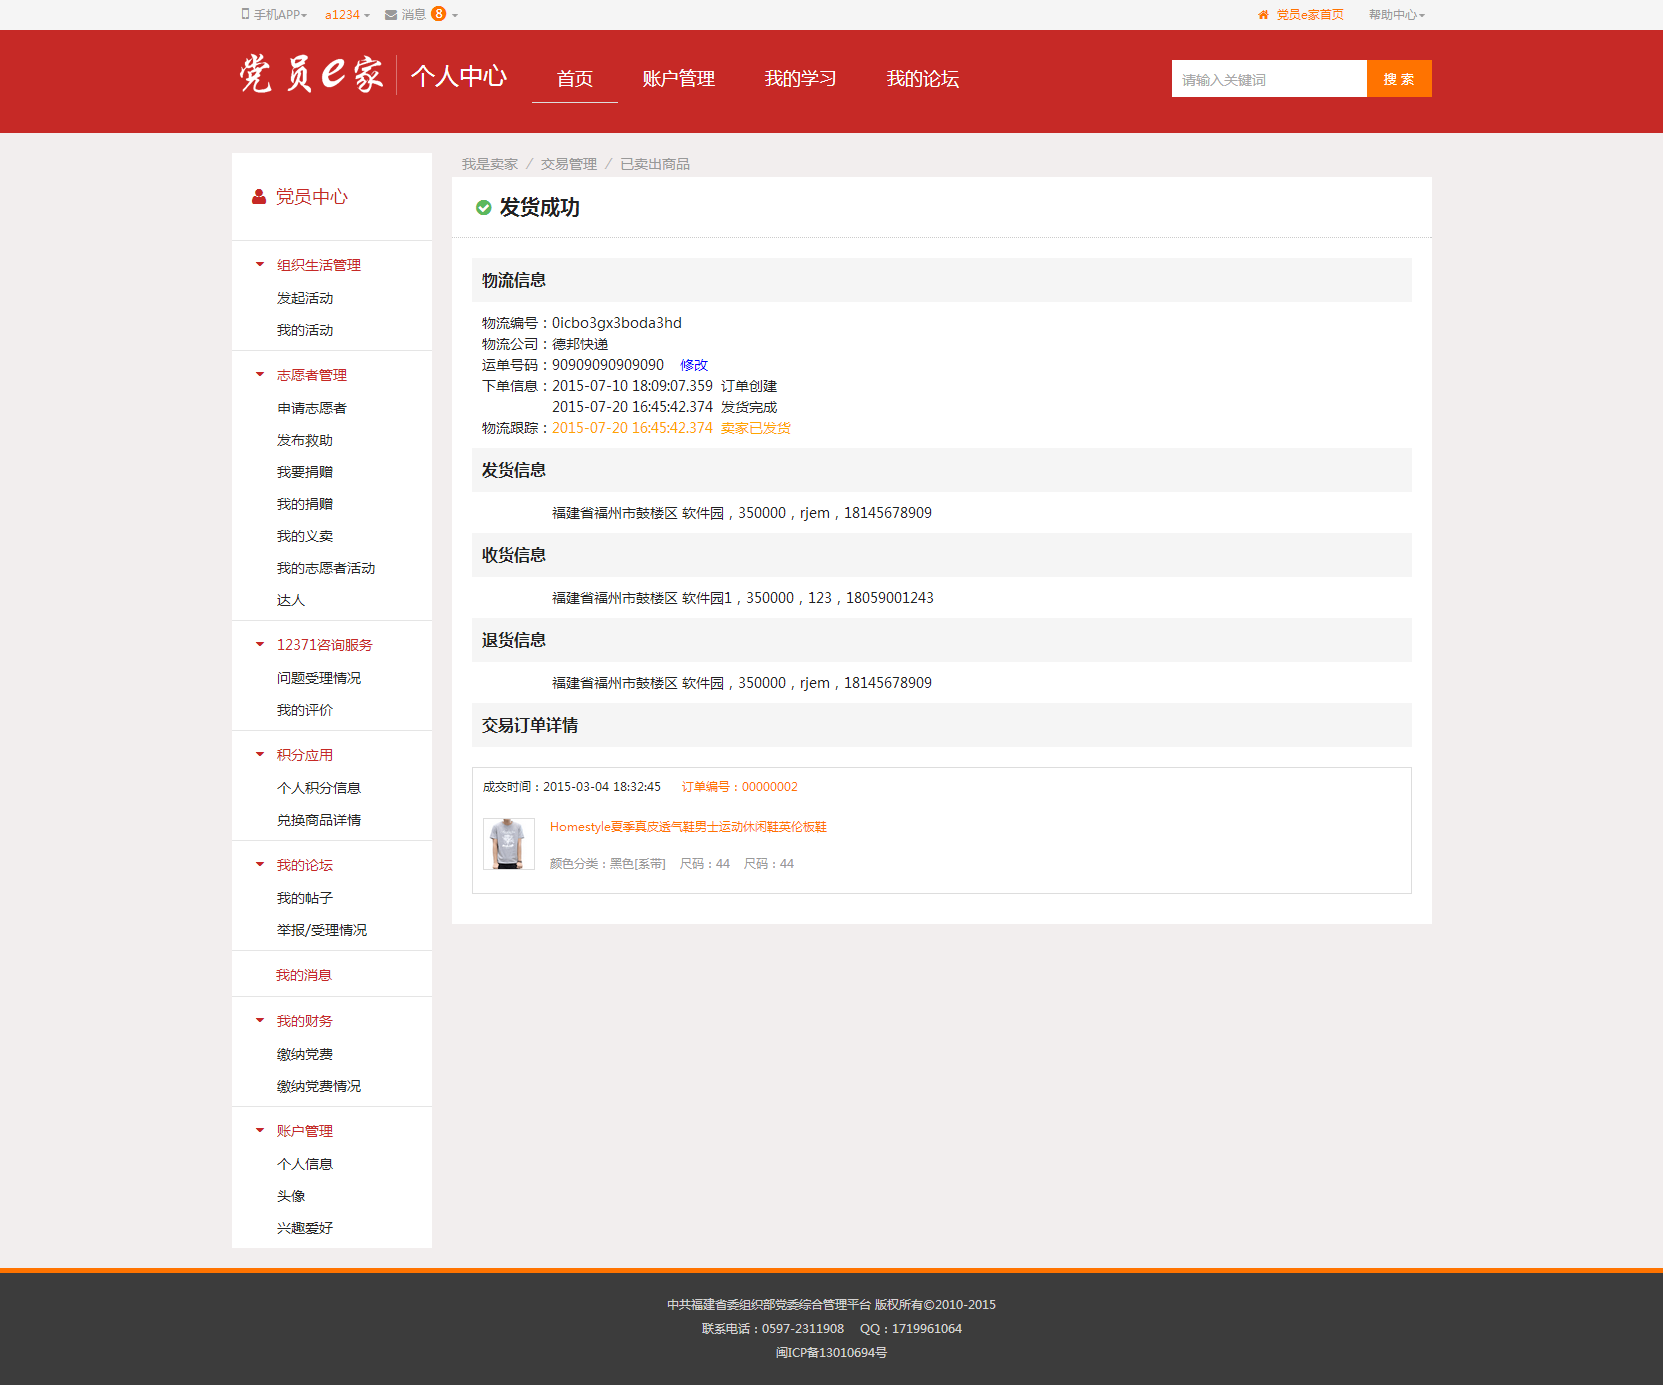 手机APP a1234 消息 8 党员e家首页 帮助中心
党员e家 个人中心 首页 账户管理 我的学习 我的论坛 请输入关键词 搜 索
党员中心
组织生活管理
发起活动
我的活动
志愿者管理
申请志愿者
发布救助
我要捐赠
我的捐赠
我的义卖
我的志愿者活动
达人
12371咨询服务
问题受理情况
我的评价
积分应用
个人积分信息
兑换商品详情
我的论坛
我的帖子
举报/受理情况
我的消息
我的财务
缴纳党费
缴纳党费情况
账户管理
个人信息
头像
兴趣爱好
我是卖家 / 交易管理 / 已卖出商品
发货成功
物流信息
物流编号：0icbo3gx3boda3hd
物流公司：德邦快递
运单号码：90909090909090 修改
下单信息：2015-07-10 18:09:07.359 订单创建
2015-07-20 16:45:42.374 发货完成
物流跟踪：2015-07-20 16:45:42.374 卖家已发货
发货信息
福建省福州市鼓楼区 软件园，350000，rjem，18145678909
收货信息
福建省福州市鼓楼区 软件园1，350000，123，18059001243
退货信息
福建省福州市鼓楼区 软件园，350000，rjem，18145678909
交易订单详情
成交时间：2015-03-04 18:32:45 订单编号：00000002
Homestyle夏季真皮透气鞋男士运动休闲鞋英伦板鞋
颜色分类：黑色[系带] 尺码：44 尺码：44
中共福建省委组织部党委综合管理平台 版权所有©2010-2015
联系电话：0597-2311908 QQ：1719961064
闽ICP备13010694号